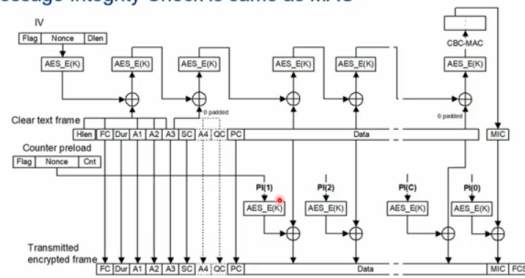 Message Integrity Check is same as MAC
IV
Flag Nonce Dlen
CBC-MAC
AES_E(K) AES_E(K) AES_E(K) AES_E(K) AES_E(K) AES_E(K)
0 padded 0 padded
Clear text frame
Hlen FC Dur A1 A2 A3 SC A4 QC PC Data MIC
Counter preload
Flag Nonce Cnt
PI(1) PI(2) PI(C) PI(0)
AES_E(K) AES_E(K) AES_E(K) AES_E(K)
Transmitted
encrypted frame
FC Dur A1 A2 A3 SC A4 QC PC Data MIC FCS